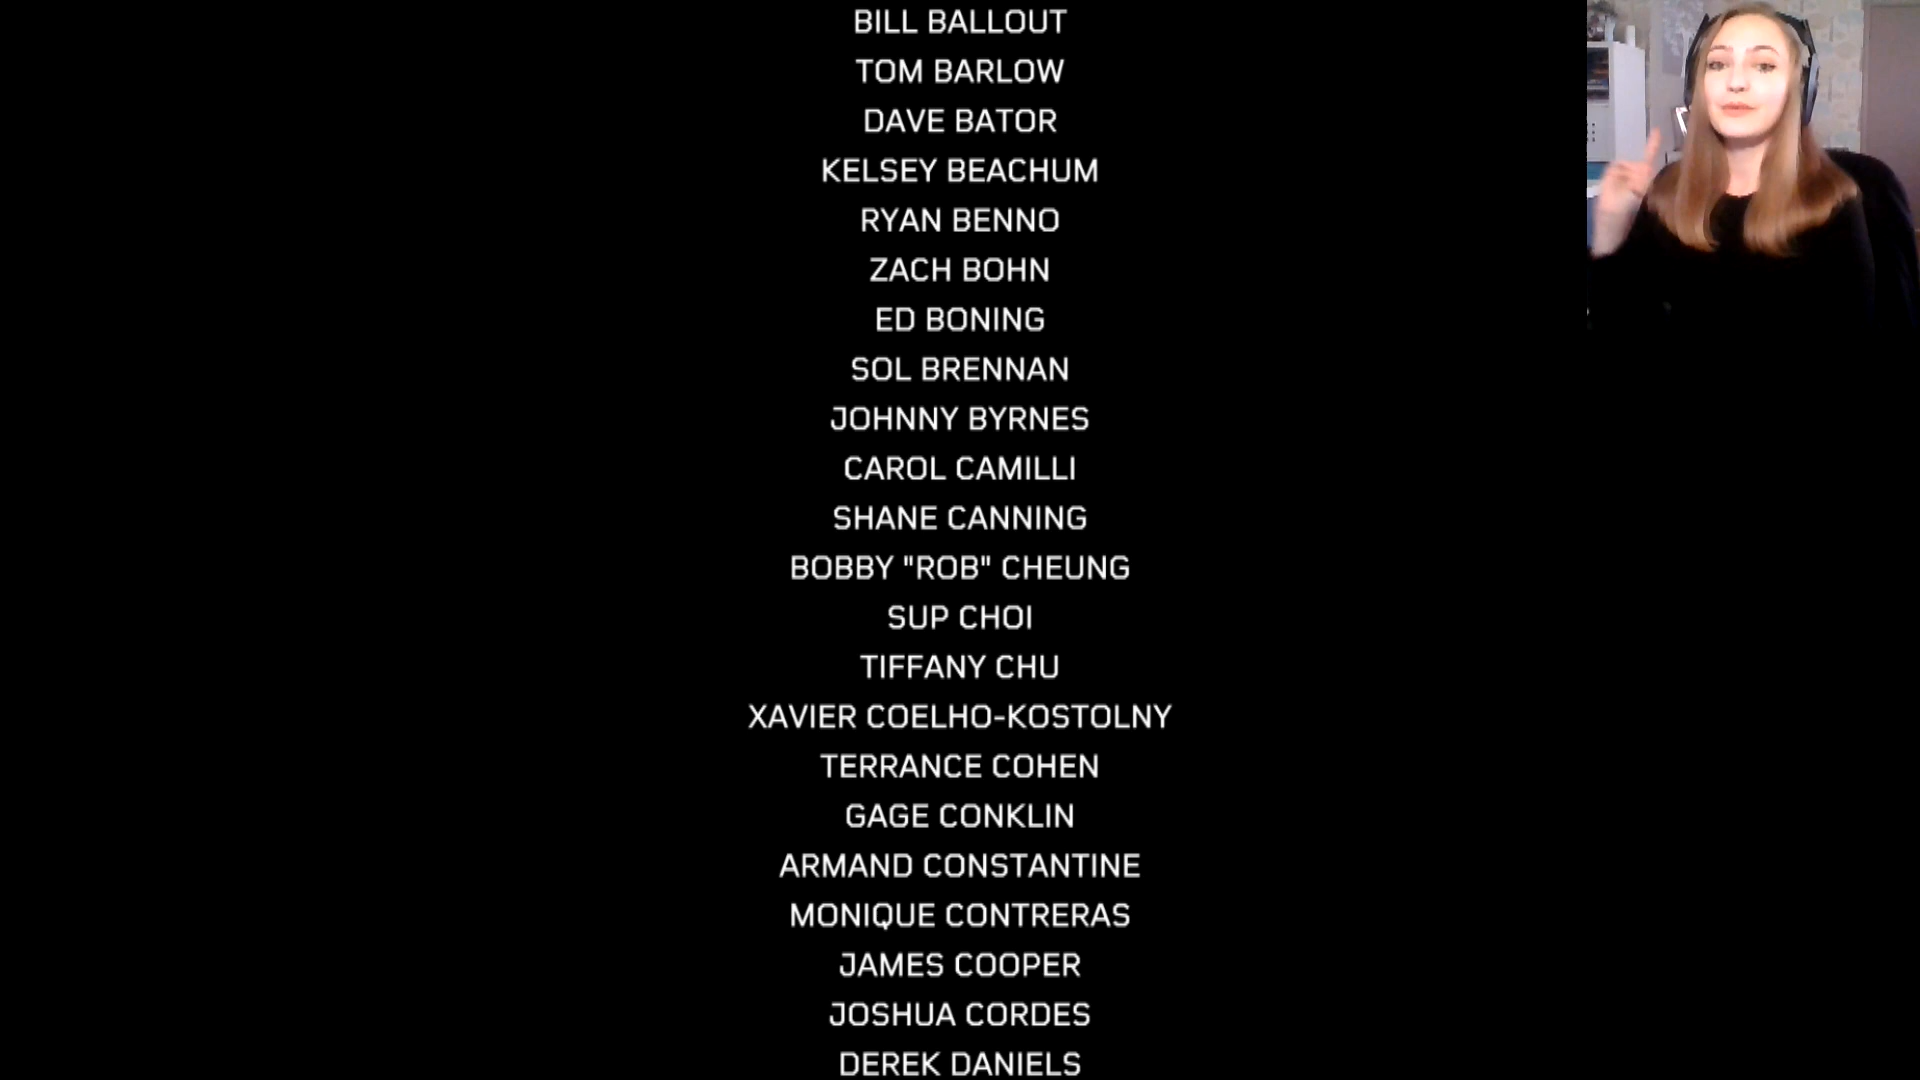 BILL BALLOUT
TOM BARLOW
DAVE BATOR
KELSEY BEACHUM
RYAN BENNO
ZACH BOHN
ED BONING
SOL BRENNAN
JOHNNY BYRNES
CAROL CAMILLI
SHANE CANNING
BOBBY "ROB" CHEUNG
SUP CHOI
TIFFANY CHU
XAVIER COELHO-KOSTOLNY
TERRANCE COHEN
GAGE CONKLIN
ARMAND CONSTANTINE
MONIQUE CONTRERAS
JAMES COOPER
JOSHUA CORDES
DEREK DANIELS